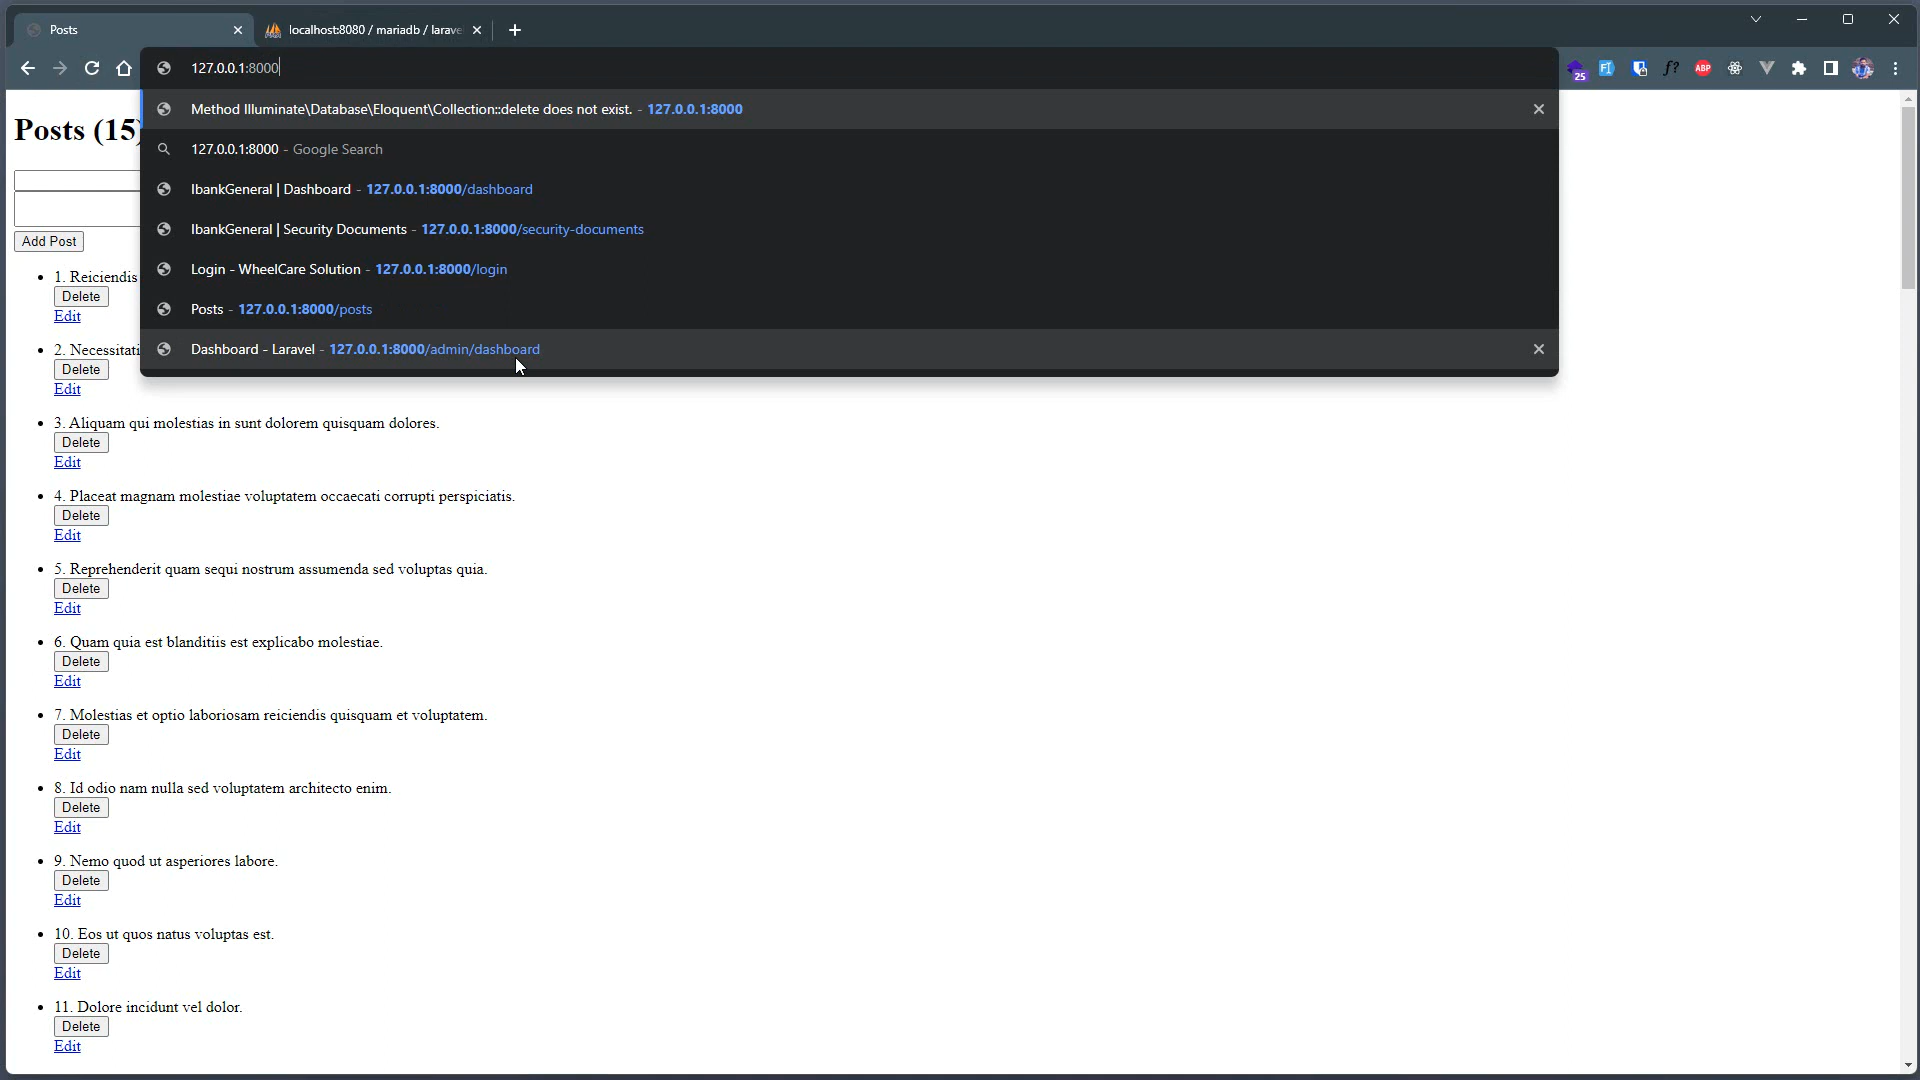 Posts
localhost:8080 / mariadb / larave
127.0.0.1:8000
25
F
f?
ABP
Method Illuminate\Database\Eloquent\Collection::delete does not exist. - 127.0.0.1:8000
127.0.0.1:8000 - Google Search
IbankGeneral | Dashboard - 127.0.0.1:8000/dashboard
IbankGeneral | Security Documents - 127.0.0.1:8000/security-documents
Login - WheelCare Solution - 127.0.0.1:8000/login
Posts - 127.0.0.1:8000/posts
Dashboard - Laravel - 127.0.0.1:8000/admin/dashboard
Posts (15)
Add Post
1. Reiciendis
Delete
Edit
2. Necessitati
Delete
Edit
3. Aliquam qui molestias in sunt dolorem quisquam dolores.
Delete
Edit
4. Placeat magnam molestiae voluptatem occaecati corrupti perspiciatis.
Delete
Edit
5. Reprehenderit quam sequi nostrum assumenda sed voluptas quia.
Delete
Edit
6. Quam quia est blanditiis est explicabo molestiae.
Delete
Edit
7. Molestias et optio laboriosam reiciendis quisquam et voluptatem.
Delete
Edit
8. Id odio nam nulla sed voluptatem architecto enim.
Delete
Edit
9. Nemo quod ut asperiores labore.
Delete
Edit
10. Eos ut quos natus voluptas est.
Delete
Edit
11. Dolore incidunt vel dolor.
Delete
Edit